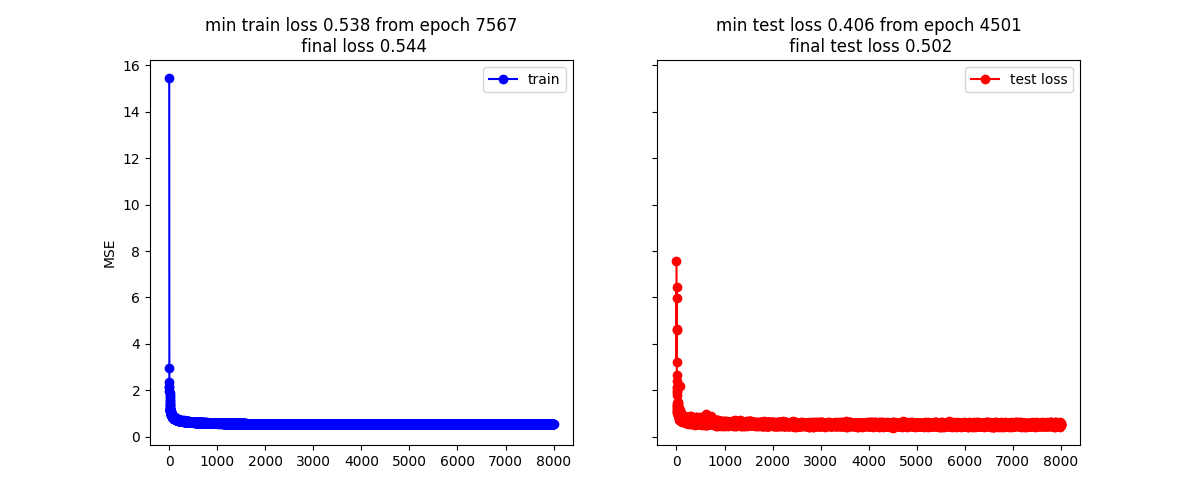 min train loss 0.538 from epoch 7567
final loss 0.544
min test loss 0.406 from epoch 4501
final test loss 0.502
train
test loss
MSE
16
14
12
10
8
6
4
2
0
0 1000 2000 3000 4000 5000 6000 7000 8000
0 1000 2000 3000 4000 5000 6000 7000 8000